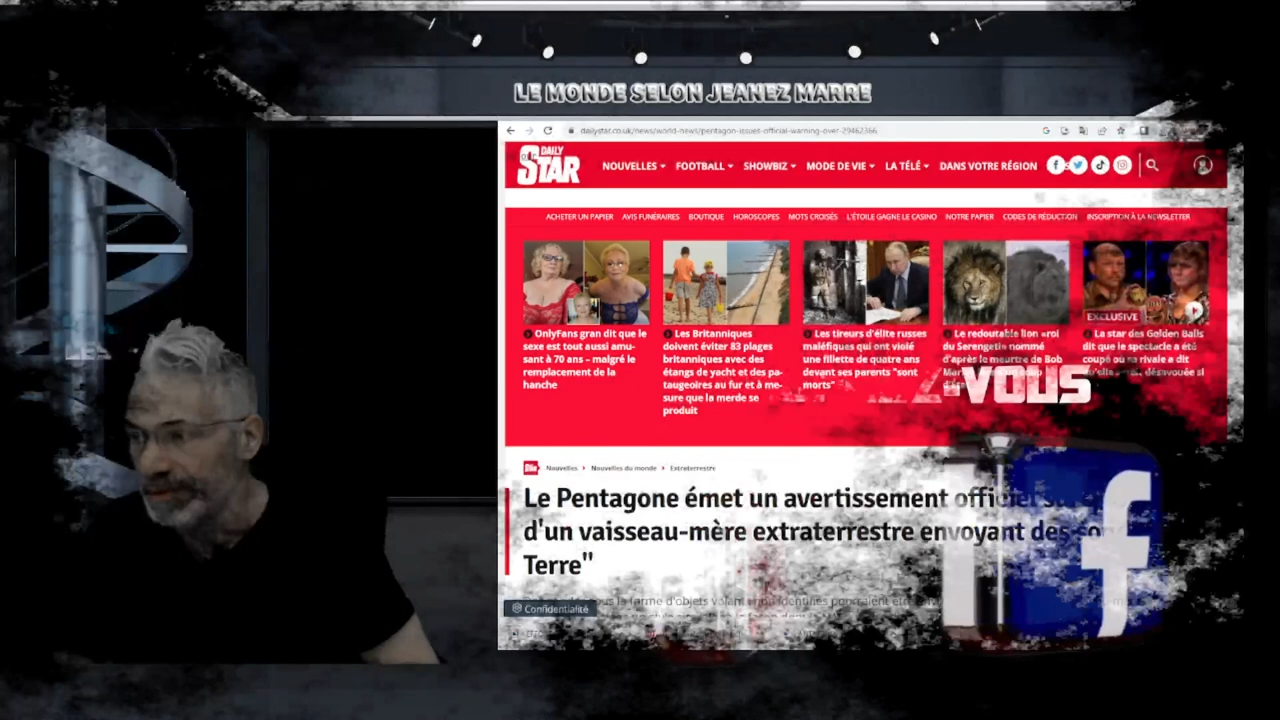 LE MONDE SELON JEANEZ MARRE
dailystar.co.uk/news/world-news/pentagon-issues-official-warning-over-29462366
DAILY
STAR
NOUVELLES FOOTBALL SHOWBIZ MODE DE VIE LA TÉLÉ DANS VOTRE RÉGION
ACHETER UN PAPIER AVIS FUNÉRAIRES BOUTIQUE HOROSCOPES MOTS CROISÉS L'ÉTOILE GAGNE LE CASINO NOTRE PAPIER CODES DE RÉDUCTION INSCRIPTION À LA NEWSLETTER
OnlyFans gran dit que le
sexe est tout aussi amu-
sant à 70 ans – malgré le
remplacement de la
hanche
Les Britanniques
doivent éviter 83 plages
britanniques avec des
étangs de yacht et des pa-
taugeoires au fur et à me-
sure que la merde se
produit
Les tireurs d'élite russes
maléfiques qui ont violé
une fillette de quatre ans
devant ses parents "sont
morts"
Le redoutable lion «roi
du Serengeti» nommé
d'après le meurtre de Bob
EXCLUSIVE
La star des Golden Balls
dit que le spectacle a été
coupé ou sa rivale a dit
-VOUS
Star Nouvelles Nouvelles du monde Extraterrestre
Le Pentagone émet un avertissement
d'un vaisseau-mère extraterrestre envoyant des
Terre"
Confidentialité
f